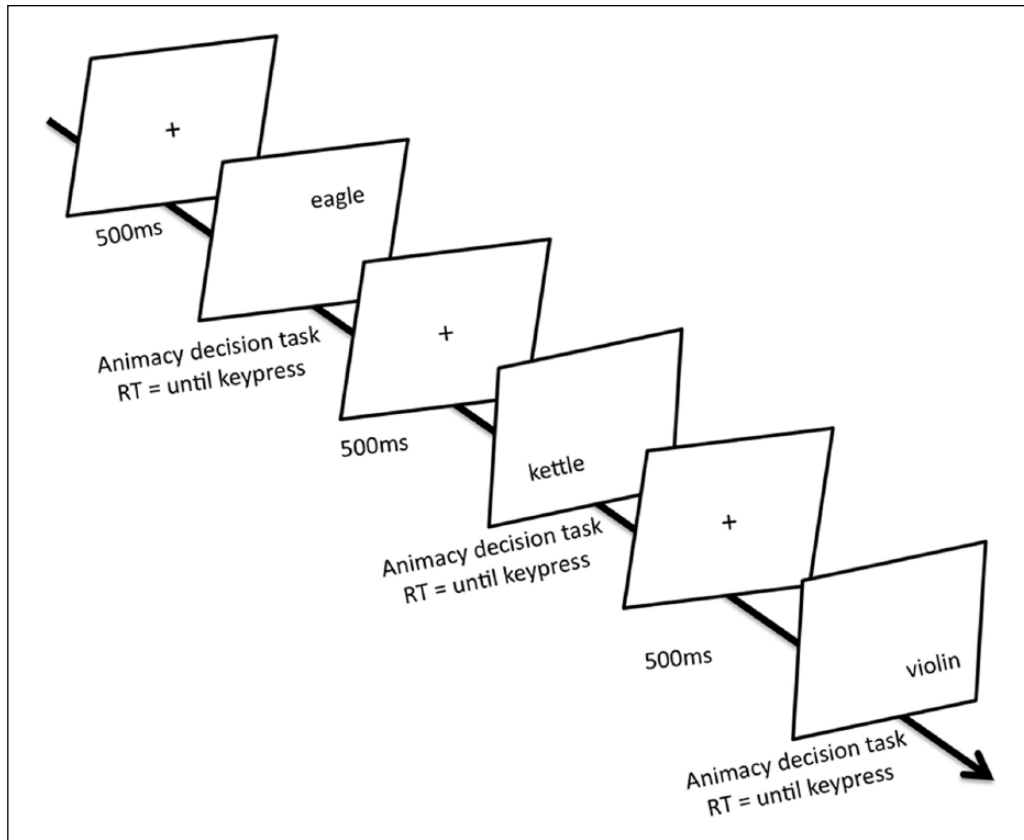 +
500ms
eagle
Animacy decision task
RT = until keypress
+
500ms
kettle
Animacy decision task
RT = until keypress
+
500ms
violin
Animacy decision task
RT = until keypress